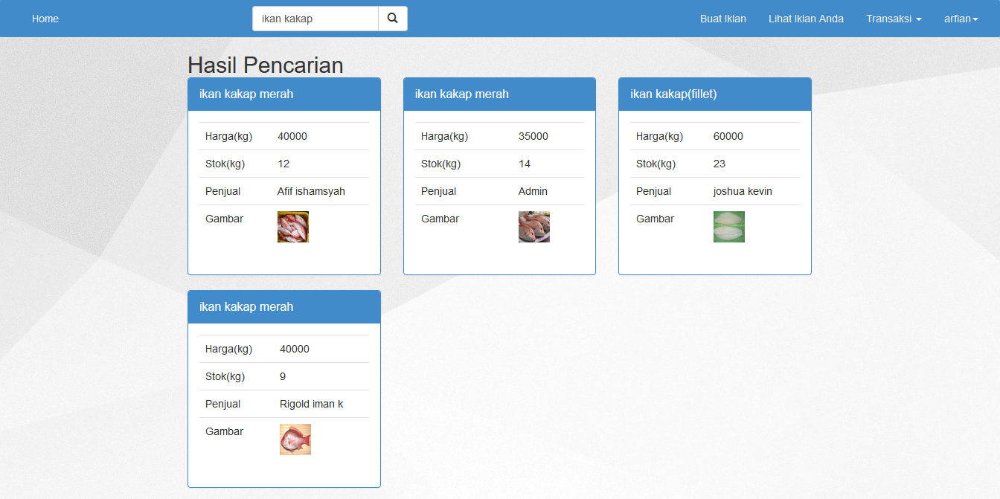 Home
ikan kakap
Buat Iklan
Lihat Iklan Anda
Transaksi
arfian
Hasil Pencarian
ikan kakap merah
Harga(kg) 40000
Stok(kg) 12
Penjual Afif ishamsyah
Gambar
ikan kakap merah
Harga(kg) 35000
Stok(kg) 14
Penjual Admin
Gambar
ikan kakap(fillet)
Harga(kg) 60000
Stok(kg) 23
Penjual joshua kevin
Gambar
ikan kakap merah
Harga(kg) 40000
Stok(kg) 9
Penjual Rigold iman k
Gambar